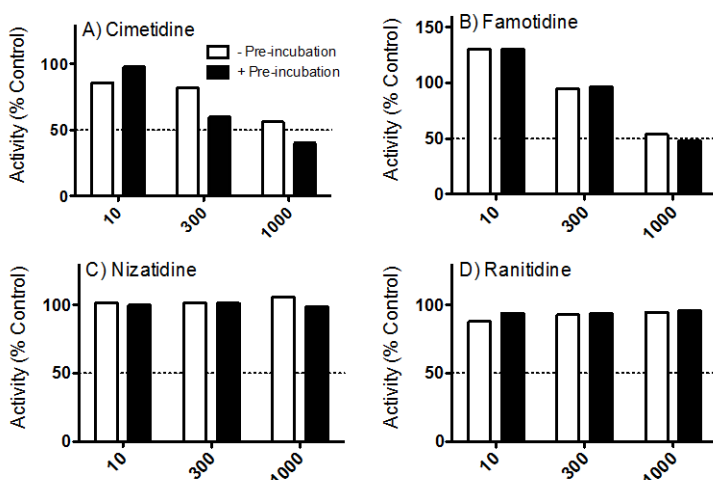 A) Cimetidine
- Pre-incubation
+ Pre-incubation
Activity (% Control)
100
50
0
10
300
1000
B) Famotidine
Activity (% Control)
150
100
50
0
10
300
1000
C) Nizatidine
Activity (% Control)
100
50
0
10
300
1000
D) Ranitidine
Activity (% Control)
100
50
0
10
300
1000